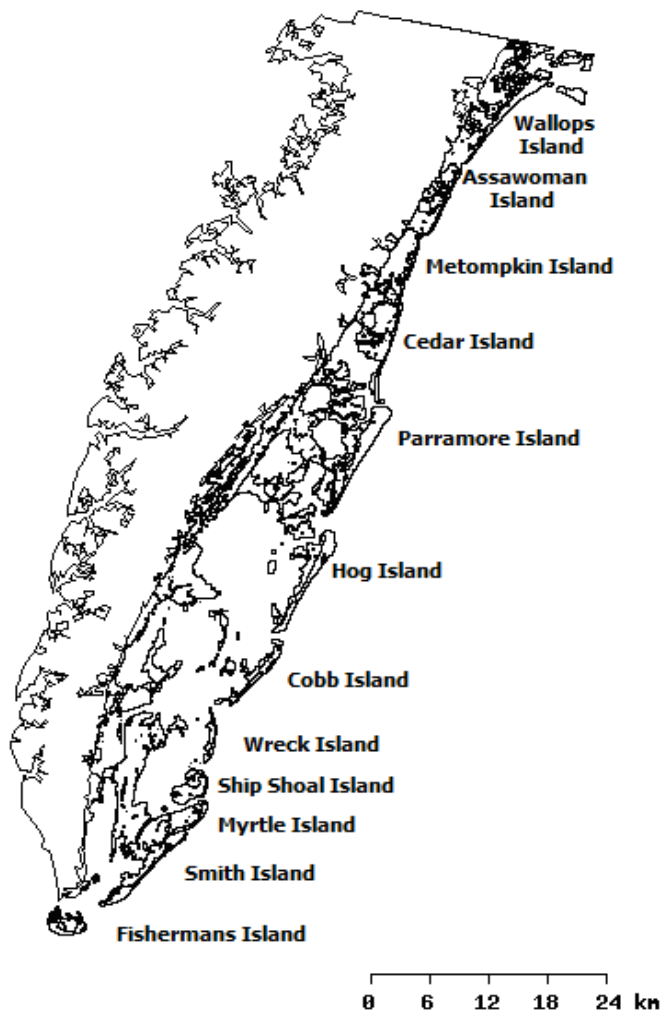 Wallops
Island
Assawoman
Island
Metompkin Island
Cedar Island
Parramore Island
Hog Island
Cobb Island
Wreck Island
Ship Shoal Island
Myrtle Island
Smith Island
Fishermans Island
0 6 12 18 24 km